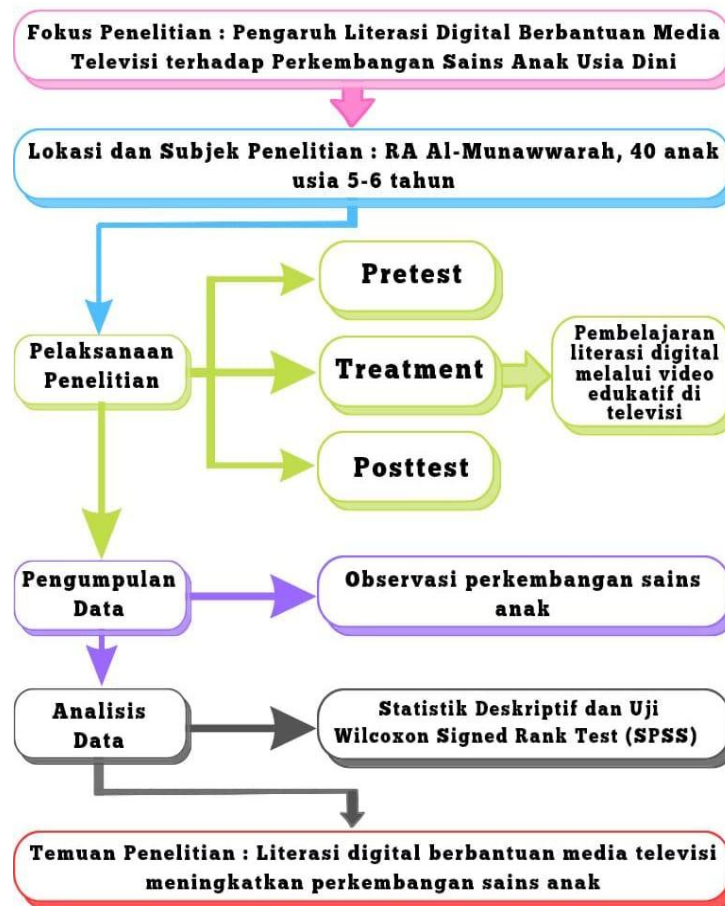 Fokus Penelitian : Pengaruh Literasi Digital Berbantuan Media
Televisi terhadap Perkembangan Sains Anak Usia Dini
Lokasi dan Subjek Penelitian : RA Al-Munawwarah, 40 anak
usia 5-6 tahun
Pelaksanaan
Penelitian
Pretest
Treatment
Pembelajaran
literasi digital
melalui video
edukatif di
televisi
Posttest
Pengumpulan
Data
Observasi perkembangan sains
anak
Analisis
Data
Statistik Deskriptif dan Uji
Wilcoxon Signed Rank Test (SPSS)
Temuan Penelitian : Literasi digital berbantuan media televisi
meningkatkan perkembangan sains anak